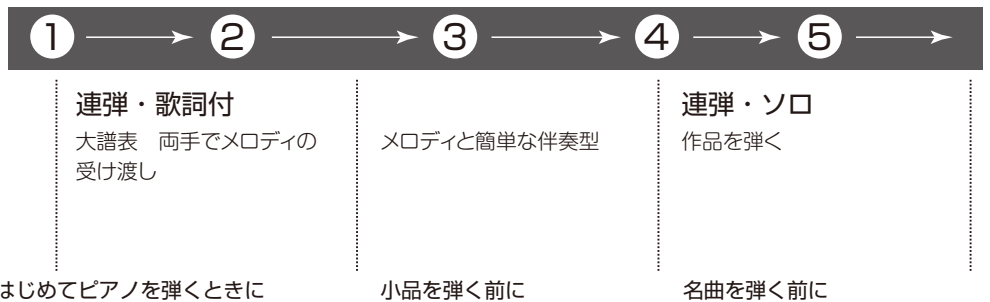 ① → ② → ③ → ④ → ⑤ →
連弾・歌詞付
大譜表　両手でメロディの
受け渡し
メロディと簡単な伴奏型
連弾・ソロ
作品を弾く
はじめてピアノを弾くときに
小品を弾く前に
名曲を弾く前に